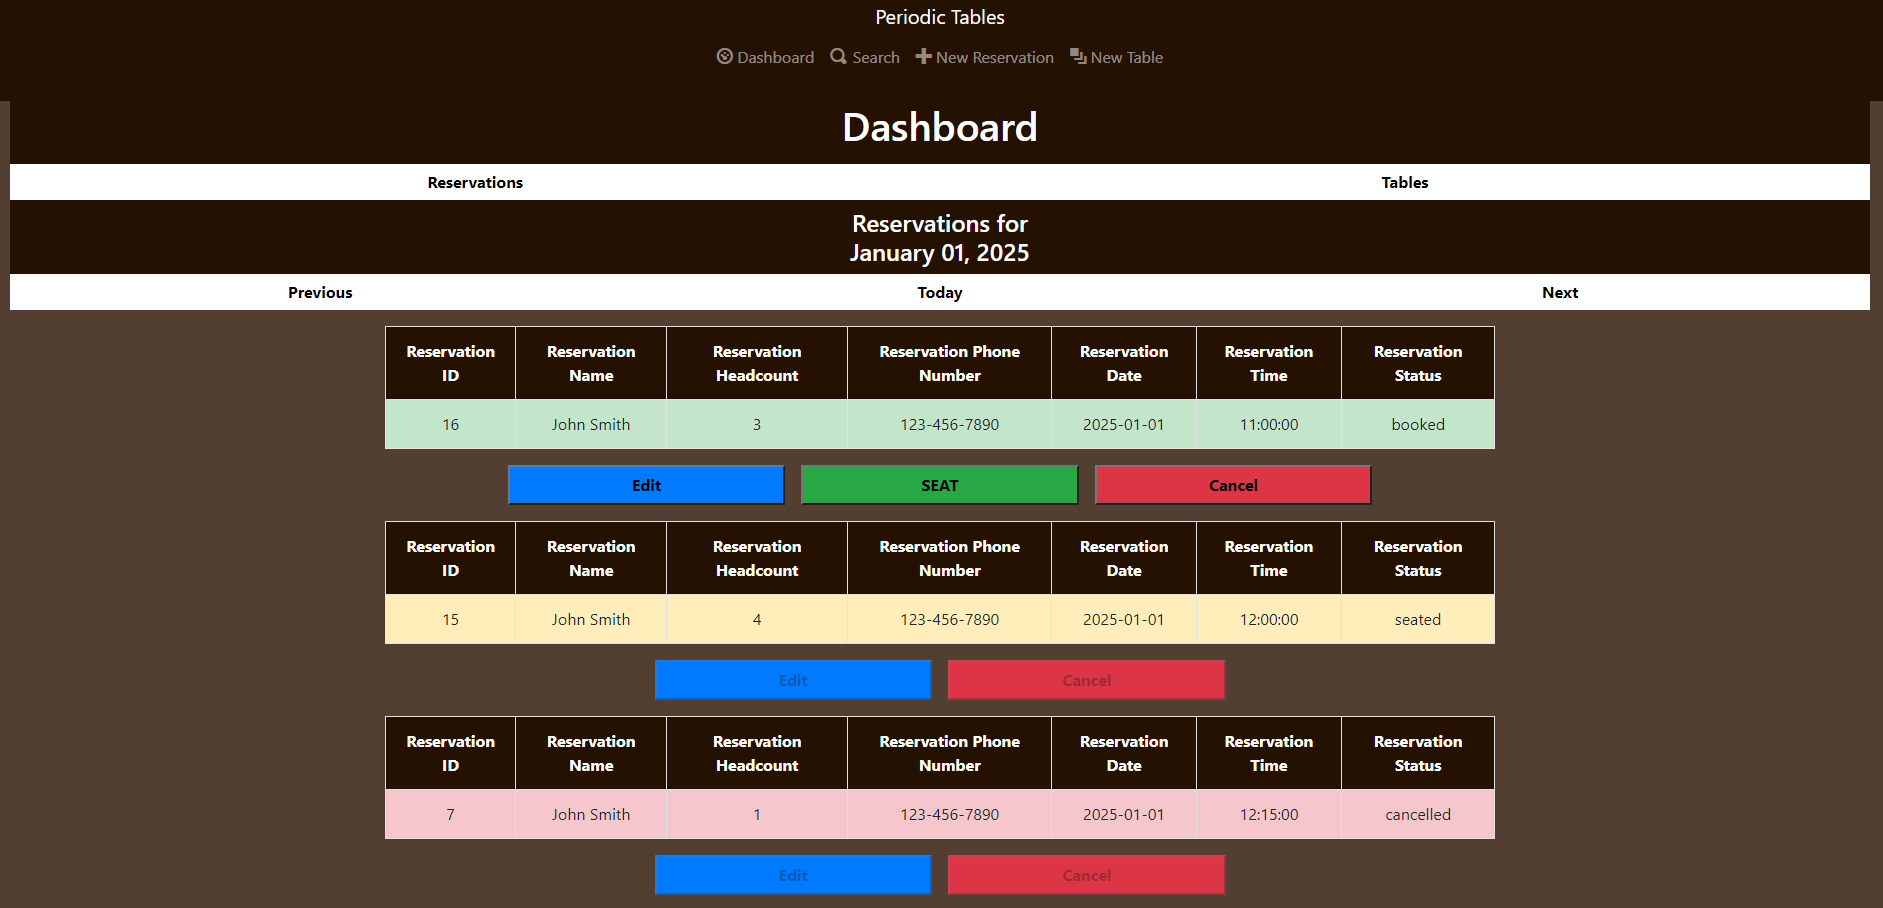 Periodic Tables
Dashboard Search New Reservation New Table
Dashboard
Reservations Tables
Reservations for
January 01, 2025
Previous Today Next
Reservation ID Reservation Name Reservation Headcount Reservation Phone Number Reservation Date Reservation Time Reservation Status
16 John Smith 3 123-456-7890 2025-01-01 11:00:00 booked
Edit SEAT Cancel
Reservation ID Reservation Name Reservation Headcount Reservation Phone Number Reservation Date Reservation Time Reservation Status
15 John Smith 4 123-456-7890 2025-01-01 12:00:00 seated
Edit Cancel
Reservation ID Reservation Name Reservation Headcount Reservation Phone Number Reservation Date Reservation Time Reservation Status
7 John Smith 1 123-456-7890 2025-01-01 12:15:00 cancelled
Edit Cancel